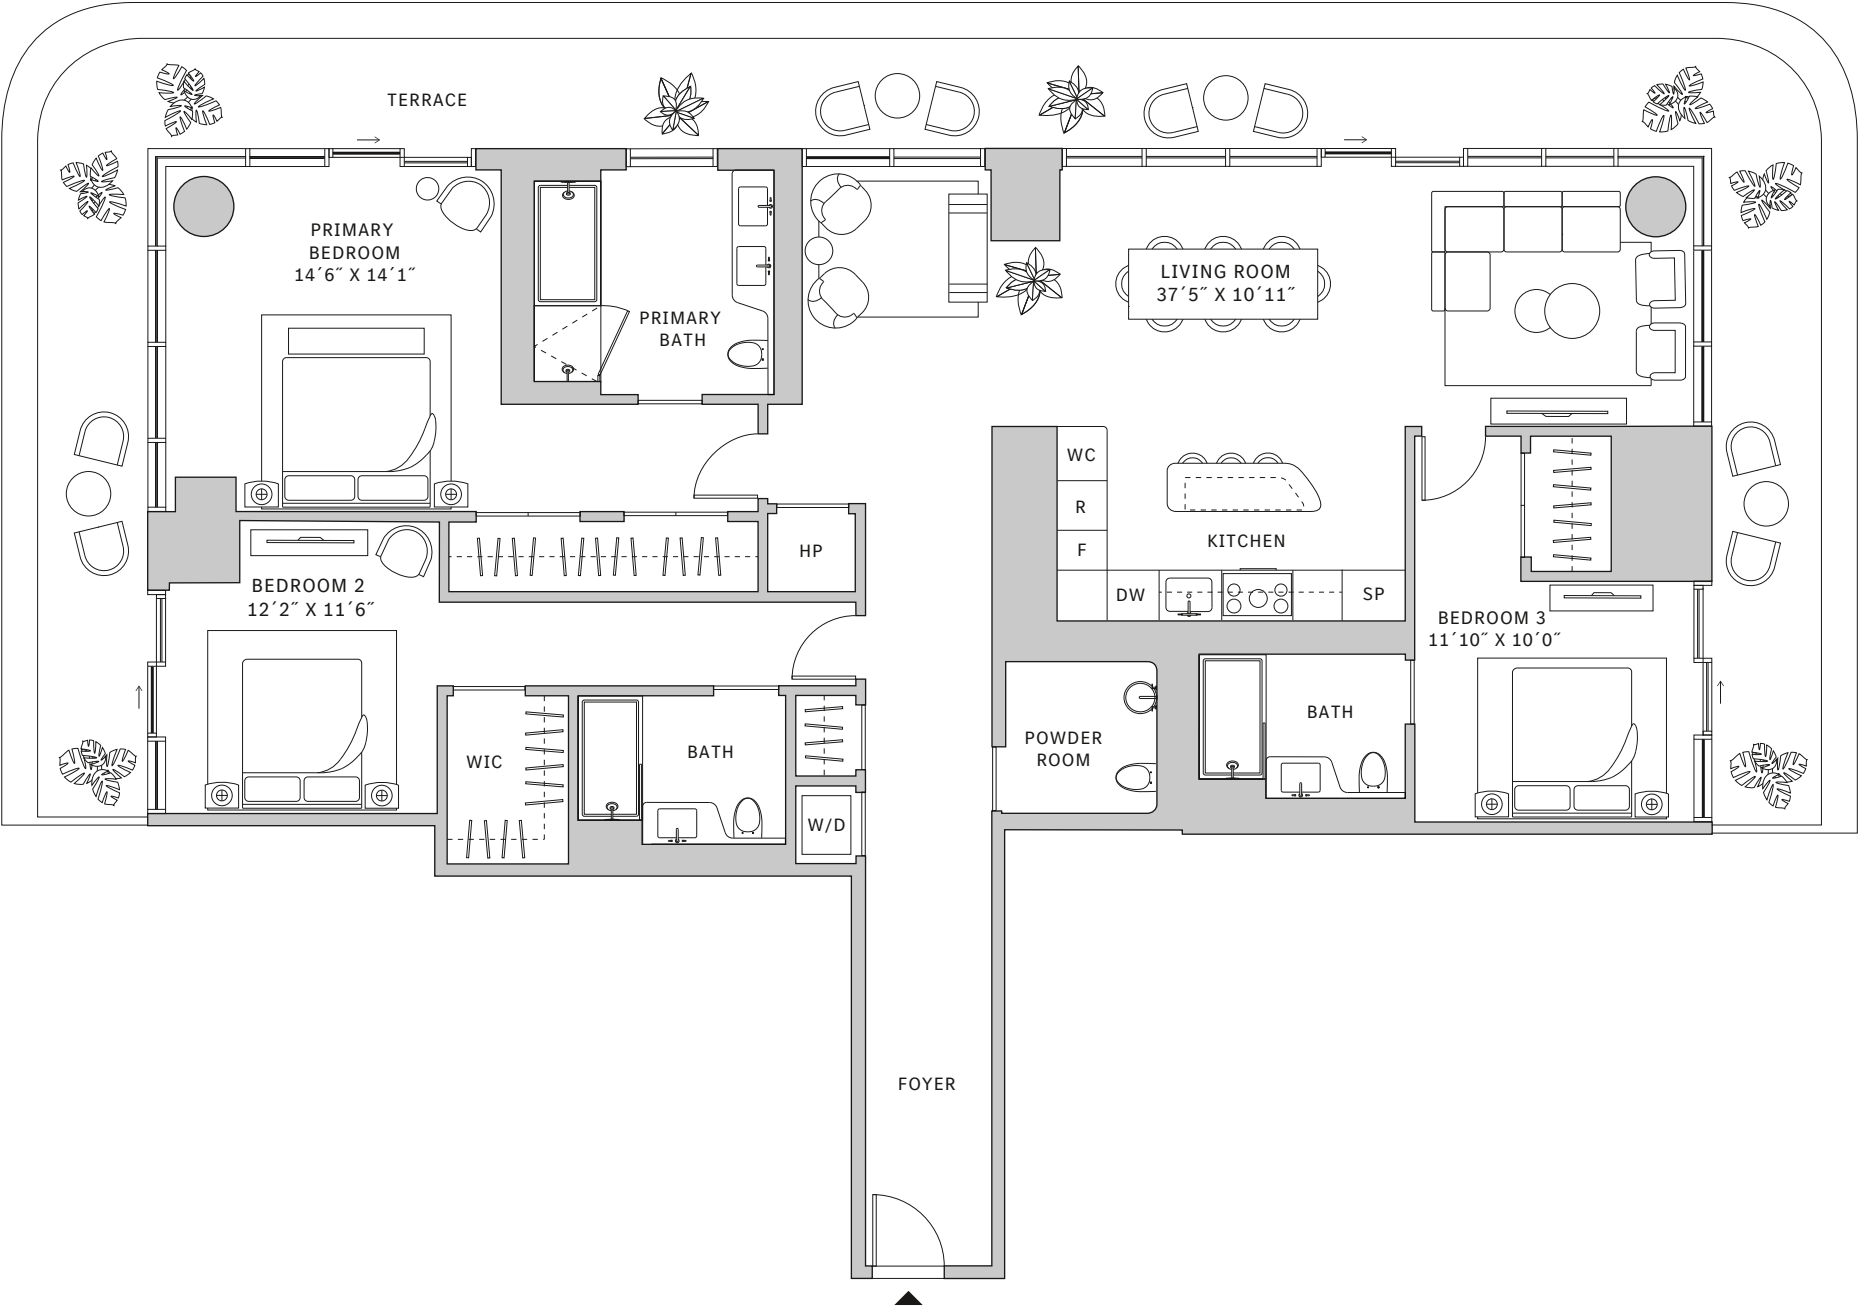 TERRACE
PRIMARY
BEDROOM
14´6˝ X 14´1˝
PRIMARY
BATH
LIVING ROOM
37´5˝ X 10´11˝
WC
R
F
KITCHEN
DW
SP
HP
BEDROOM 2
12´2˝ X 11´6˝
BEDROOM 3
11´10˝ X 10´0˝
WIC
BATH
W/D
POWDER
ROOM
BATH
FOYER